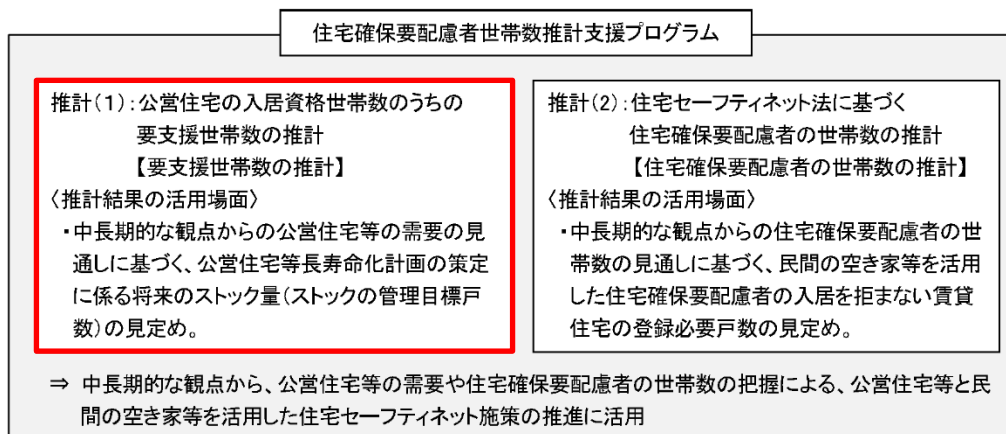 住宅確保要配慮者世帯数推計支援プログラム
推計(1):公営住宅の入居資格世帯数のうちの
要支援世帯数の推計
【要支援世帯数の推計】
〈推計結果の活用場面〉
・中長期的な観点からの公営住宅等の需要の見
通しに基づく、公営住宅等長寿命化計画の策定
に係る将来のストック量(ストックの管理目標戸
数)の見定め。
推計(2):住宅セーフティネット法に基づく
住宅確保要配慮者の世帯数の推計
【住宅確保要配慮者の世帯数の推計】
〈推計結果の活用場面〉
・中長期的な観点からの住宅確保要配慮者の世
帯数の見通しに基づく、民間の空き家等を活用
した住宅確保要配慮者の入居を拒まない賃貸
住宅の登録必要戸数の見定め。
⇒ 中長期的な観点から、公営住宅等の需要や住宅確保要配慮者の世帯数の把握による、公営住宅等と民
間の空き家等を活用した住宅セーフティネット施策の推進に活用